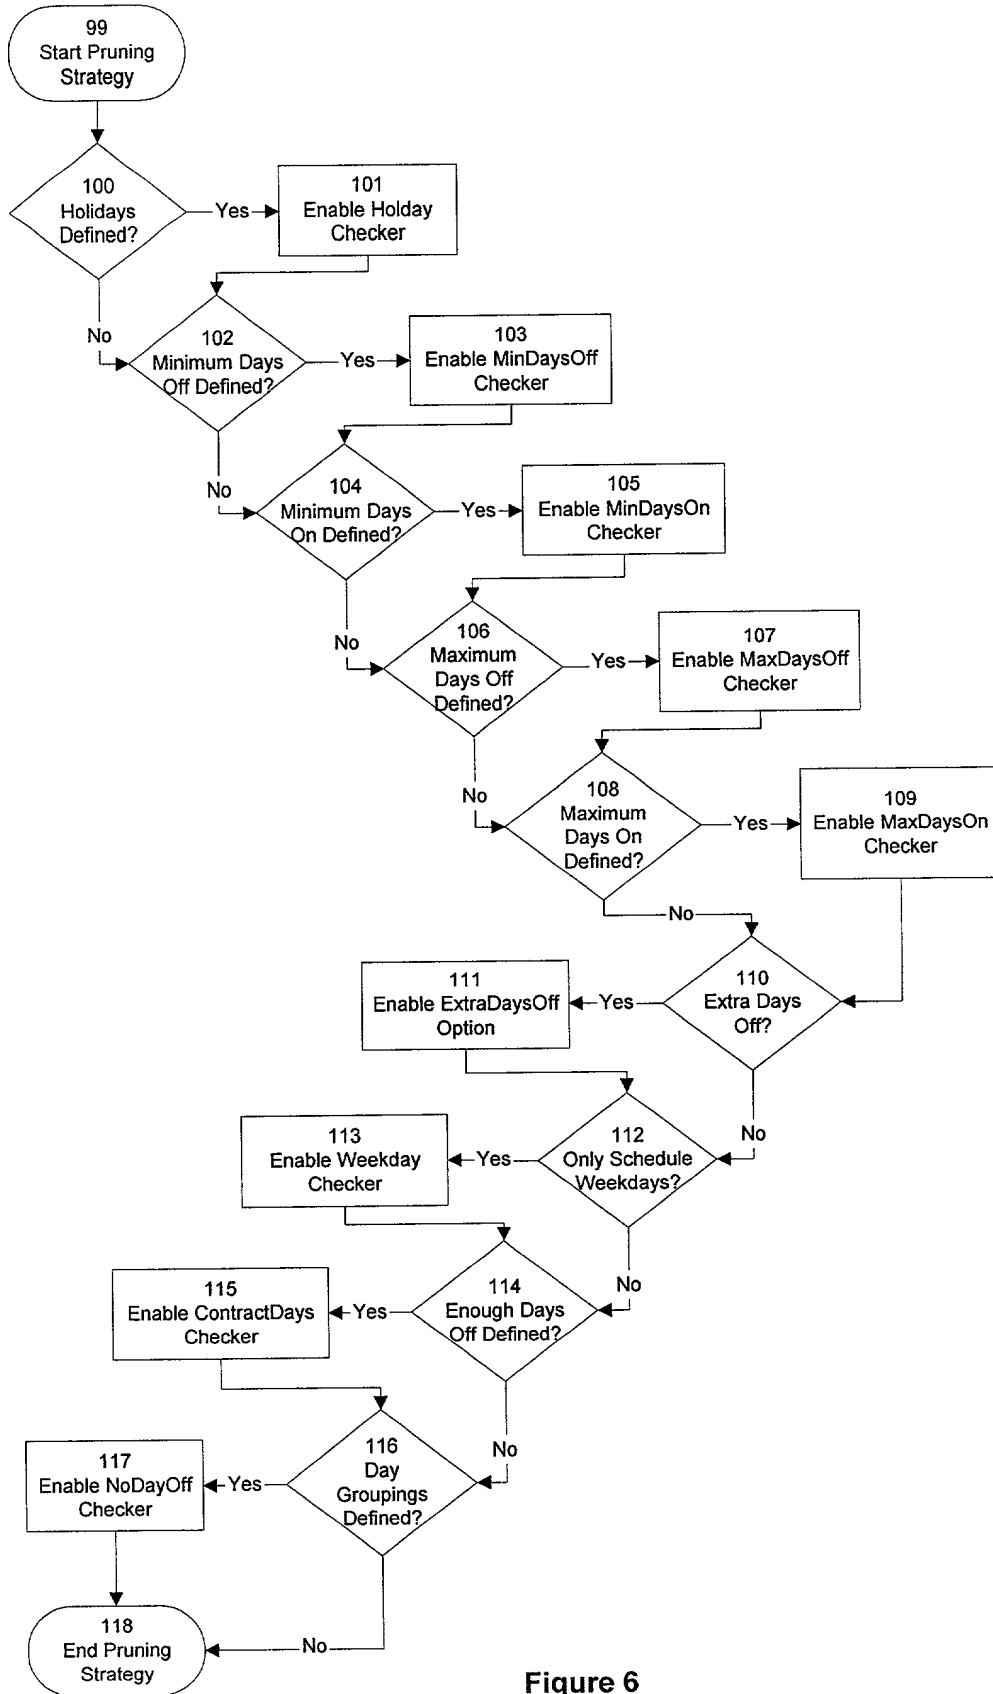 99
Start Pruning
Strategy
100
Holidays
Defined?
Yes
101
Enable Holday
Checker
No
102
Minimum Days
Off Defined?
Yes
103
Enable MinDaysOff
Checker
No
104
Minimum Days
On Defined?
Yes
105
Enable MinDaysOn
Checker
No
106
Maximum
Days Off
Defined?
Yes
107
Enable MaxDaysOff
Checker
No
108
Maximum
Days On
Defined?
Yes
109
Enable MaxDaysOn
Checker
No
110
Extra Days
Off?
Yes
111
Enable ExtraDaysOff
Option
No
112
Only Schedule
Weekdays?
Yes
113
Enable Weekday
Checker
No
114
Enough Days
Off Defined?
Yes
115
Enable ContractDays
Checker
No
116
Day
Groupings
Defined?
Yes
117
Enable NoDayOff
Checker
No
118
End Pruning
Strategy
Figure 6